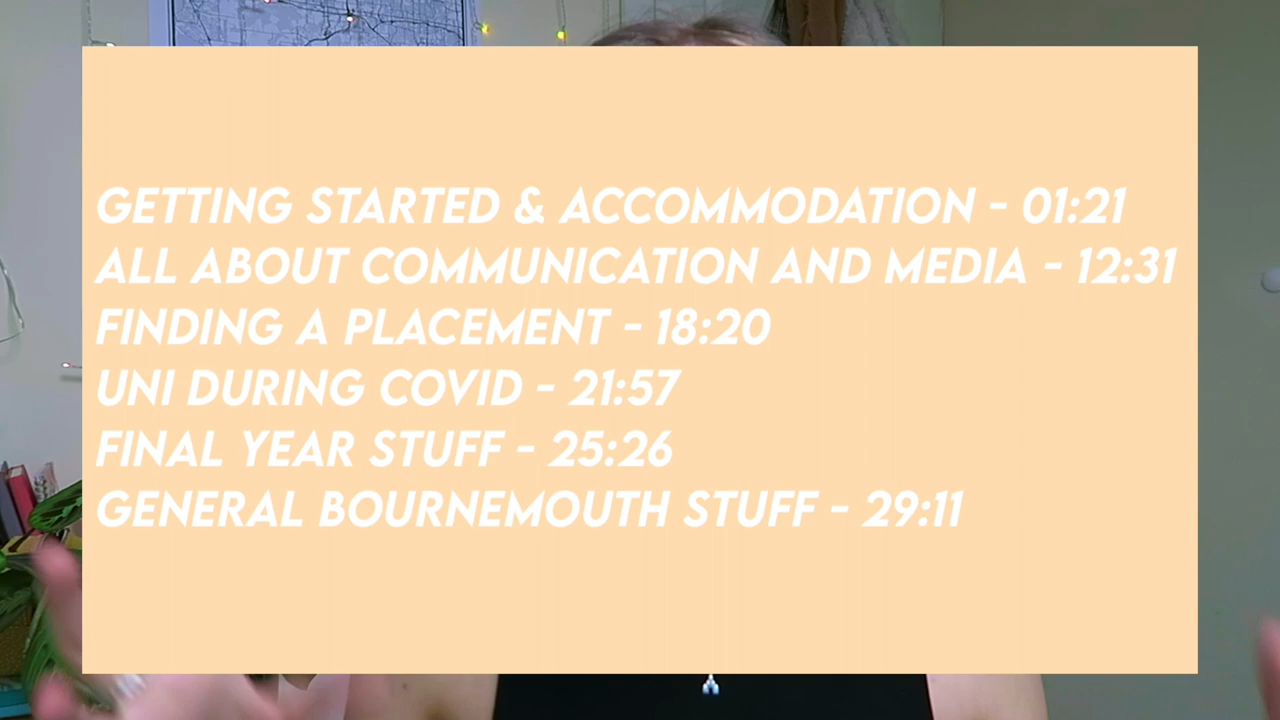 GETTING STARTED & ACCOMMODATION - 01:21
ALL ABOUT COMMUNICATION AND MEDIA - 12:31
FINDING A PLACEMENT - 18:20
UNI DURING COVID - 21:57
FINAL YEAR STUFF - 25:26
GENERAL BOURNEMOUTH STUFF - 29:11